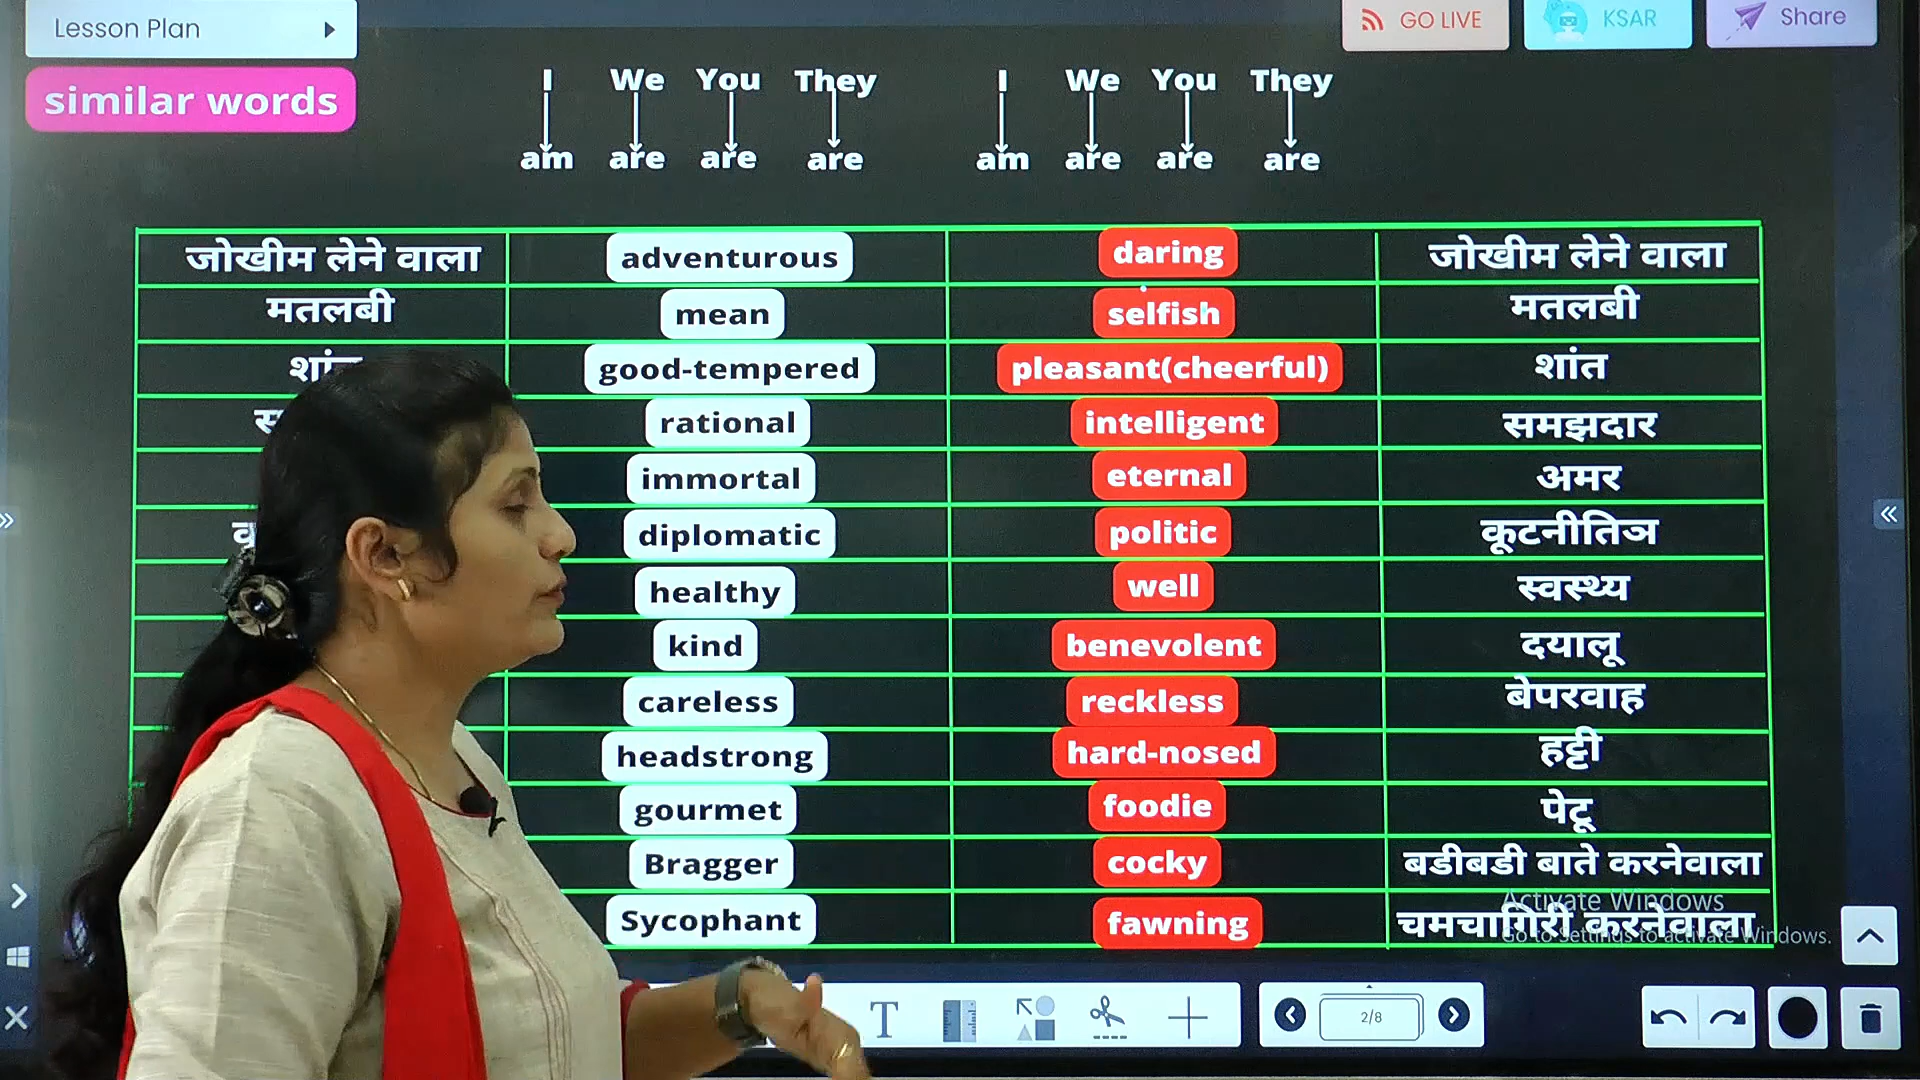 Lesson Plan
GO LIVE
KSAR
Share
similar words
I We You They I We You They
am are are are am are are are
जोखीम लेने वाला adventurous daring जोखीम लेने वाला
मतलबी mean selfish मतलबी
good-tempered pleasant(cheerful) शांत
rational intelligent समझदार
immortal eternal अमर
diplomatic politic कूटनीतिञ
healthy well स्वस्थ्य
kind benevolent दयालू
careless reckless बेपरवाह
headstrong hard-nosed हट्टी
gourmet foodie पेटू
Bragger cocky बडीबडी बाते करनेवाला
Sycophant fawning चमचागिरी करनेवाला
Activate Windows
Go to Settings to activate Windows.
T
2/8